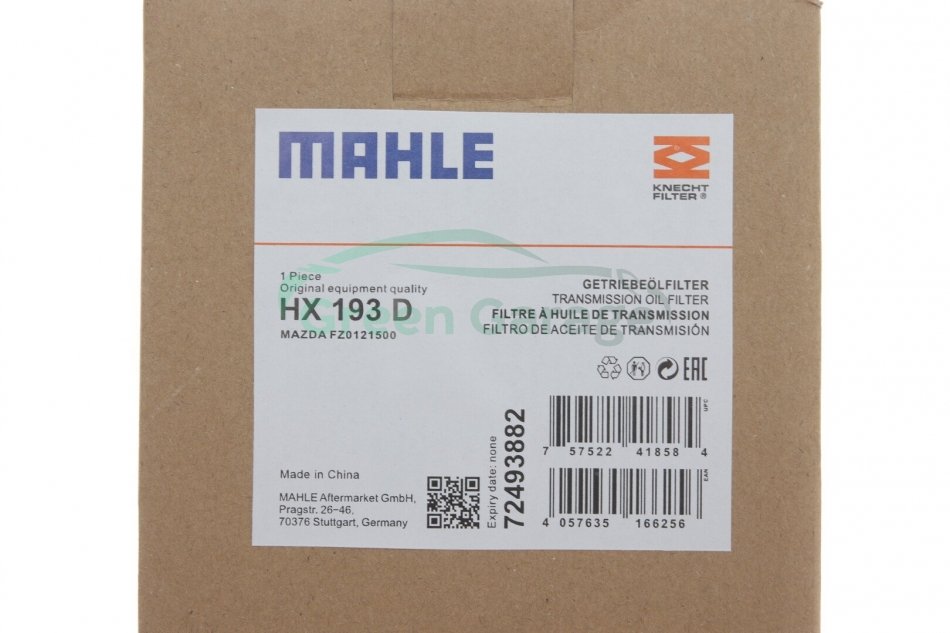 MAHLE
KNECHT
FILTER®
1 Piece
Original equipment quality
HX 193 D
MAZDA FZ0121500
GETRIEBEÖLFILTER
TRANSMISSION OIL FILTER
FILTRE À HUILE DE TRANSMISSION
FILTRO DE ACEITE DE TRANSMISIÓN
Green Cargo
EAC
UPC
7 57522 41858 4
EAN
4 057635 166256
Expiry date: none
72493882
Made in China
MAHLE Aftermarket GmbH,
Pragstr. 26-46,
70376 Stuttgart, Germany